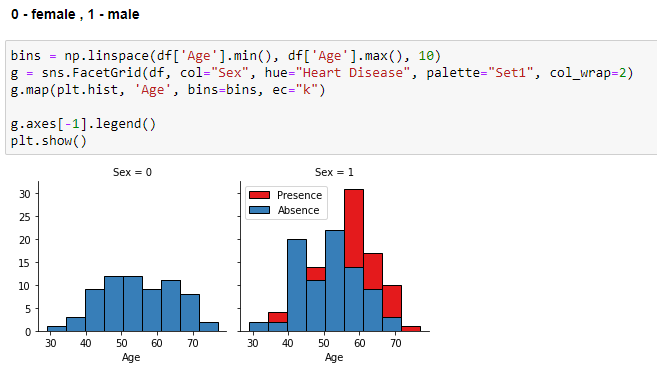 0 - female , 1 - male
bins = np.linspace(df['Age'].min(), df['Age'].max(), 10)
g = sns.FacetGrid(df, col="Sex", hue="Heart Disease", palette="Set1", col_wrap=2)
g.map(plt.hist, 'Age', bins=bins, ec="k")
g.axes[-1].legend()
plt.show()
Sex = 0
Sex = 1
30
25
20
15
10
5
0
Presence
Absence
30 40 50 60 70
30 40 50 60 70
Age
Age